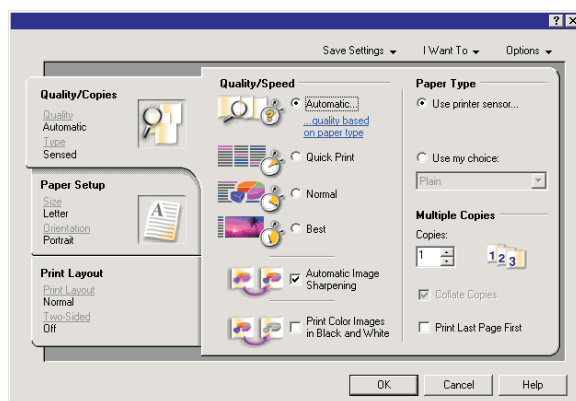 Save Settings
I Want To
Options
Quality/Copies
Quality
Automatic
Type
Sensed
Paper Setup
Size
Letter
Orientation
Portrait
Print Layout
Print Layout
Normal
Two-Sided
Off
Quality/Speed
Automatic...
...quality based
on paper type
Quick Print
Normal
Best
Automatic Image
Sharpening
Print Color Images
in Black and White
Paper Type
Use printer sensor...
Use my choice:
Plain
Multiple Copies
Copies:
1
1 2 3
Collate Copies
Print Last Page First
OK
Cancel
Help